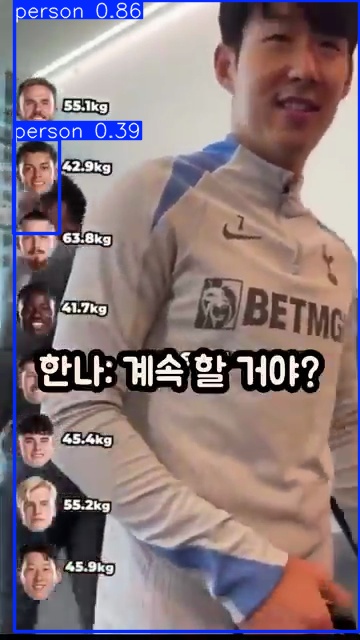 person 0.86
55.1kg
person 0.39
42.9kg
63.8kg
7
41.7kg
BETMG
한나: 계속 할 거야?
45.4kg
55.2kg
45.9kg